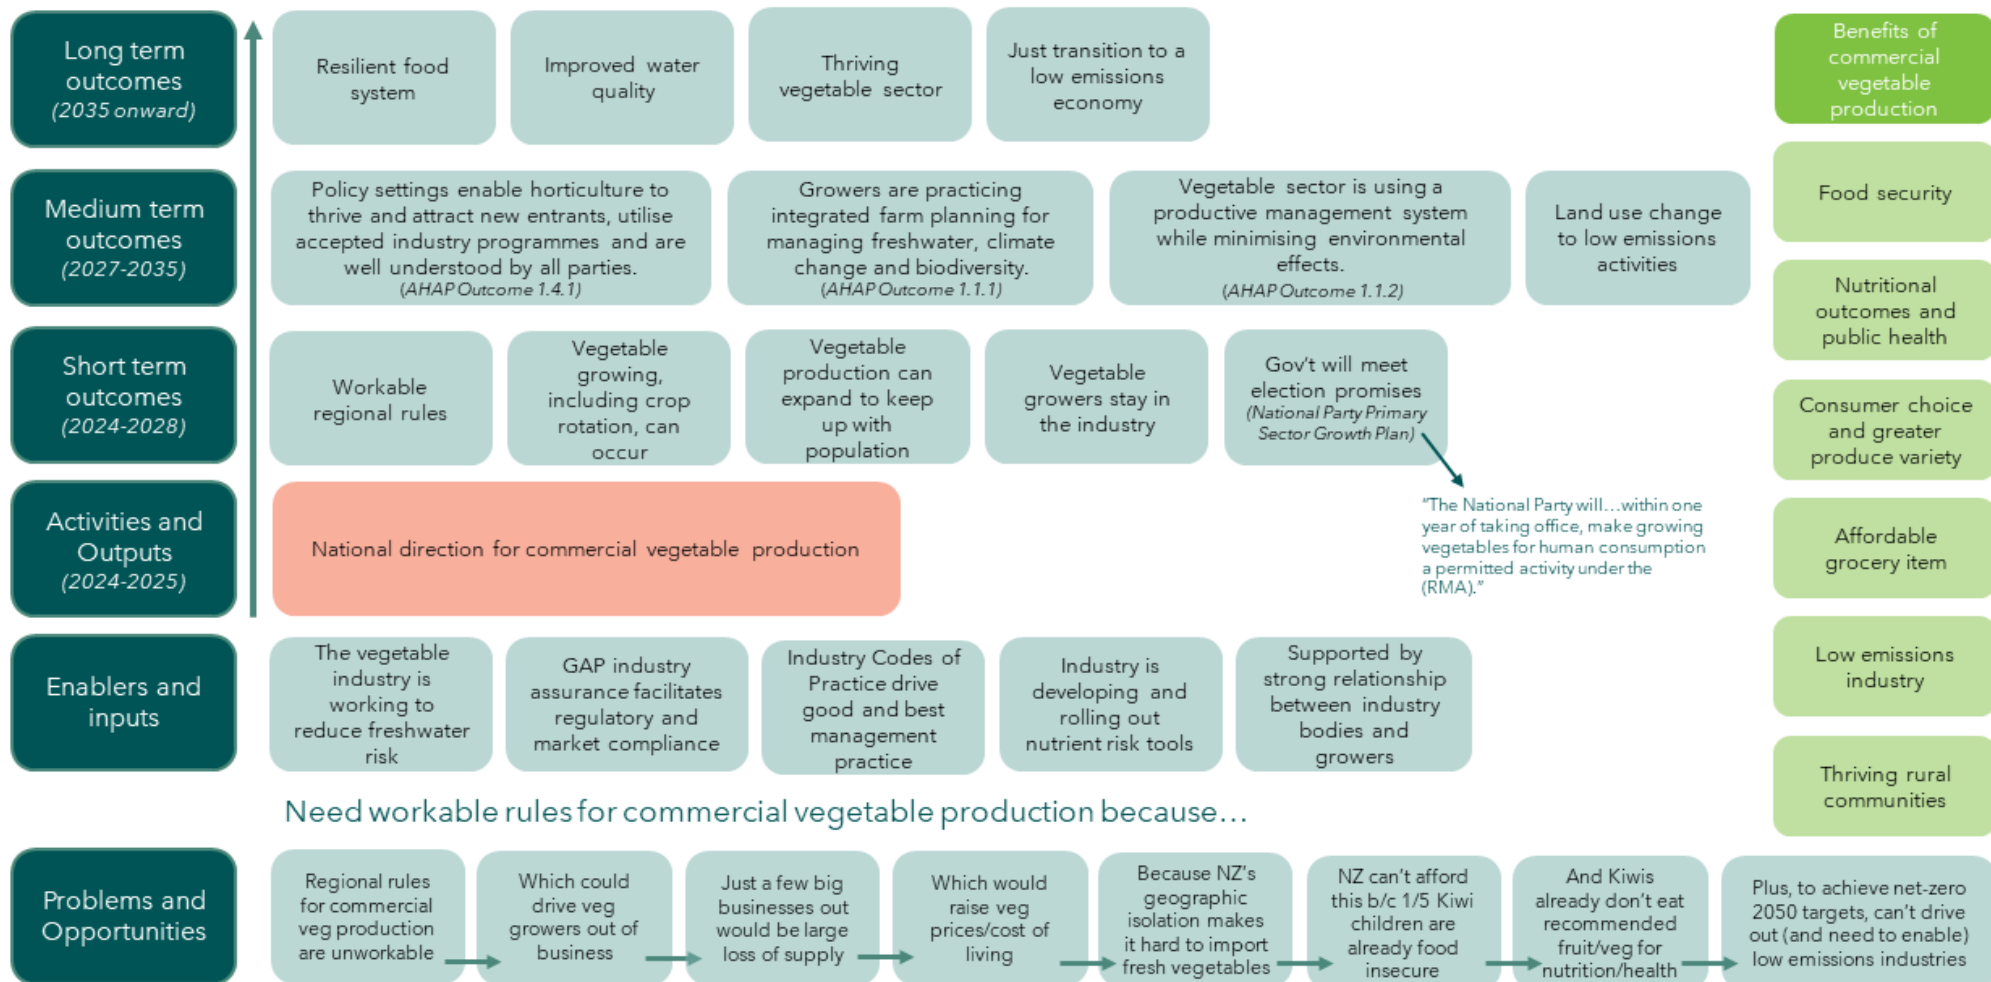 Long term
outcomes
(2035 onward)
Resilient food
system
Improved water
quality
Thriving
vegetable sector
Just transition to a
low emissions
economy
Medium term
outcomes
(2027-2035)
Policy settings enable horticulture to
thrive and attract new entrants, utilise
accepted industry programmes and are
well understood by all parties.
(AHAP Outcome 1.4.1)
Growers are practicing
integrated farm planning for
managing freshwater, climate
change and biodiversity.
(AHAP Outcome 1.1.1)
Vegetable sector is using a
productive management system
while minimising environmental
effects.
(AHAP Outcome 1.1.2)
Land use change
to low emissions
activities
Short term
outcomes
(2024-2028)
Workable
regional rules
Vegetable
growing,
including crop
rotation, can
occur
Vegetable
production can
expand to keep
up with
population
Vegetable
growers stay in
the industry
Gov't will meet
election promises
(National Party Primary
Sector Growth Plan)
"The National Party will...within one
year of taking office, make growing
vegetables for human consumption
a permitted activity under the
(RMA)."
Activities and
Outputs
(2024-2025)
National direction for commercial vegetable production
Enablers and
inputs
The vegetable
industry is
working to
reduce freshwater
risk
GAP industry
assurance facilitates
regulatory and
market compliance
Industry Codes of
Practice drive
good and best
management
practice
Industry is
developing and
rolling out
nutrient risk tools
Supported by
strong relationship
between industry
bodies and
growers
Need workable rules for commercial vegetable production because...
Problems and
Opportunities
Regional rules
for commercial
veg production
are unworkable
Which could
drive veg
growers out of
business
Just a few big
businesses out
would be large
loss of supply
Which would
raise veg
prices/cost of
living
Because NZ's
geographic
isolation makes
it hard to import
fresh vegetables
NZ can't afford
this b/c 1/5 Kiwi
children are
already food
insecure
And Kiwis
already don't eat
recommended
fruit/veg for
nutrition/health
Plus, to achieve net-zero
2050 targets, can't drive
out (and need to enable)
low emissions industries
Benefits of
commercial
vegetable
production
Food security
Nutritional
outcomes and
public health
Consumer choice
and greater
produce variety
Affordable
grocery item
Low emissions
industry
Thriving rural
communities